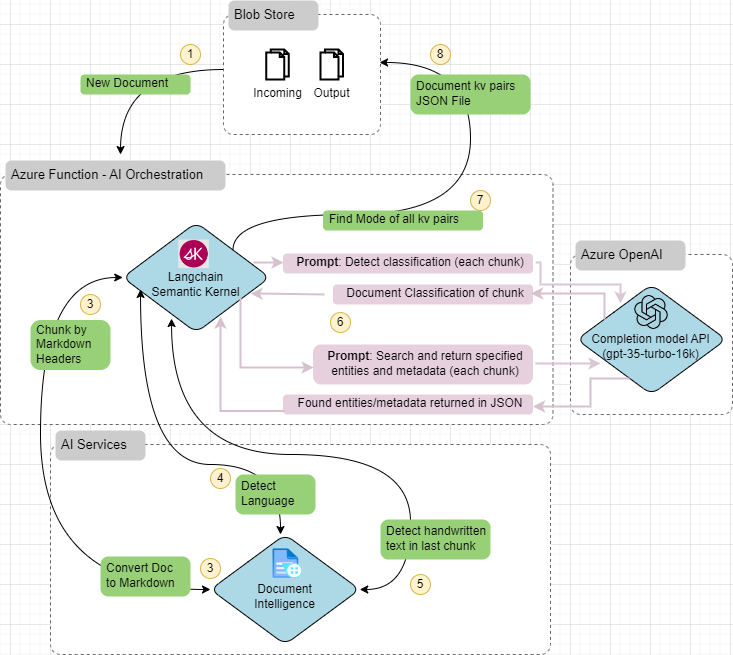 Blob Store
1
8
New Document
Incoming
Output
Document kv pairs
JSON File
Azure Function - AI Orchestration
7
Find Mode of all kv pairs
SK
Langchain
Semantic Kernel
Prompt: Detect classification (each chunk)
Azure OpenAI
Document Classification of chunk
3
Chunk by
Markdown
Headers
6
Completion model API
(gpt-35-turbo-16k)
Prompt: Search and return specified
entities and metadata (each chunk)
Found entities/metadata returned in JSON
AI Services
4
Detect
Language
Detect handwritten
text in last chunk
Convert Doc
to Markdown
3
Document
Intelligence
5